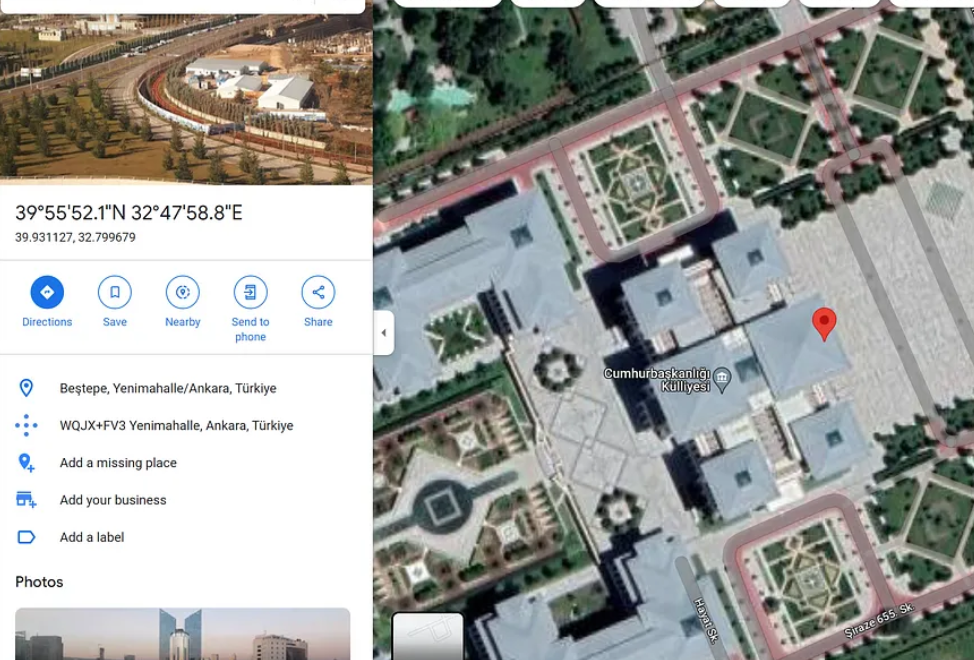 39°55'52.1"N 32°47'58.8"E
39.931127, 32.799679
Directions
Save
Nearby
Send to
phone
Share
Beştepe, Yenimahalle/Ankara, Türkiye
WQJX+FV3 Yenimahalle, Ankara, Türkiye
Add a missing place
Add your business
Add a label
Photos
Cumhurbaşkanlığı
Külliyesi
Hayat Sk.
Şiraze 655. Sk